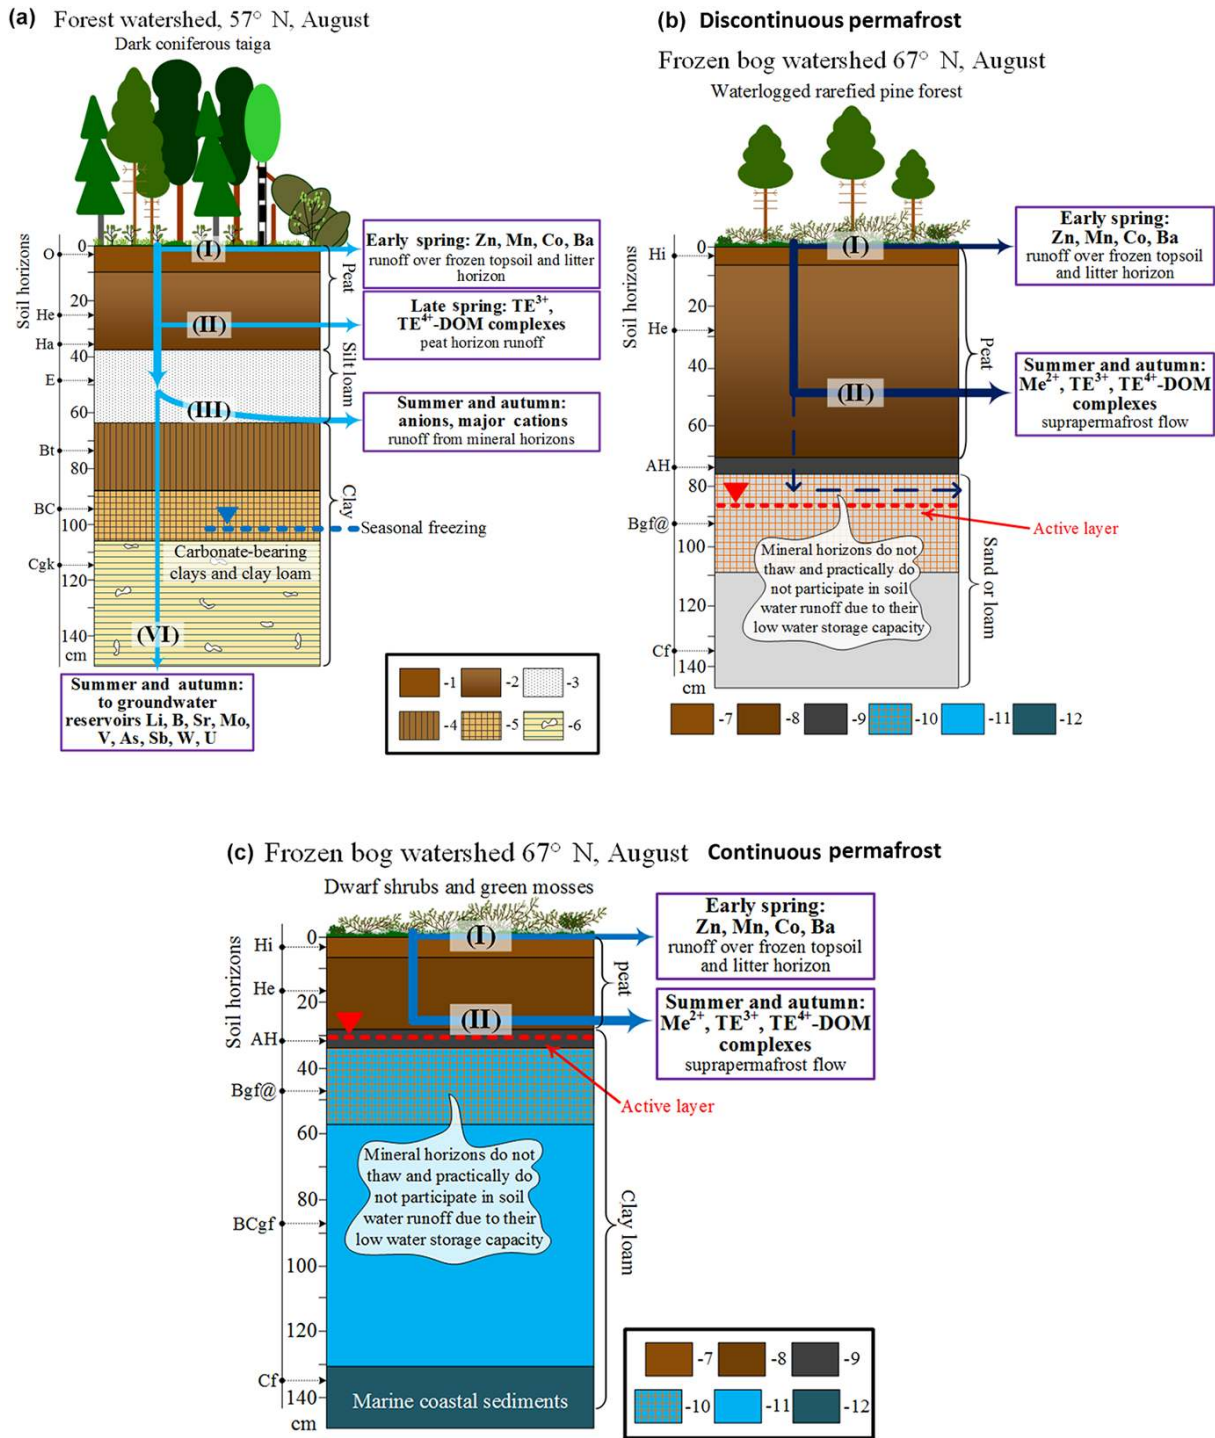 (a) Forest watershed, 57° N, August
Dark coniferous taiga
Soil horizons
O
He
Ha
E
Bt
BC
Cgk
0
20
40
60
80
100
120
140
cm
(I)
(II)
(III)
(VI)
Peat
Silt loam
Clay
Early spring: Zn, Mn, Co, Ba
runoff over frozen topsoil and litter
horizon
Late spring: TE3+,
TE4+-DOM complexes
peat horizon runoff
Summer and autumn:
anions, major cations
runoff from mineral horizons
Seasonal freezing
Carbonate-bearing
clays and clay loam
Summer and autumn:
to groundwater
reservoirs Li, B, Sr, Mo,
V, As, Sb, W, U
-1
-2
-3
-4
-5
-6
(b) Discontinuous permafrost
Frozen bog watershed 67° N, August
Waterlogged rarefied pine forest
Soil horizons
Hi
He
AH
Bgf@
Cf
0
20
40
60
80
100
120
140
cm
(I)
(II)
Peat
Sand or loam
Early spring:
Zn, Mn, Co, Ba
runoff over frozen topsoil
and litter horizon
Summer and autumn:
Me2+, TE3+, TE4+-DOM
complexes
suprapermafrost flow
Active layer
Mineral horizons do not
thaw and practically do
not participate in soil
water runoff due to their
low water storage capacity
-7
-8
-9
-10
-11
-12
(c) Frozen bog watershed 67° N, August Continuous permafrost
Dwarf shrubs and green mosses
Soil horizons
Hi
He
AH
Bgf@
BCgf
Cf
0
20
40
60
80
100
120
140
cm
(I)
(II)
peat
Clay loam
Early spring:
Zn, Mn, Co, Ba
runoff over frozen topsoil
and litter horizon
Summer and autumn:
Me2+, TE3+, TE4+-DOM
complexes
suprapermafrost flow
Active layer
Mineral horizons do not
thaw and practically do
not participate in soil
water runoff due to their
low water storage capacity
Marine coastal sediments
-7
-8
-9
-10
-11
-12